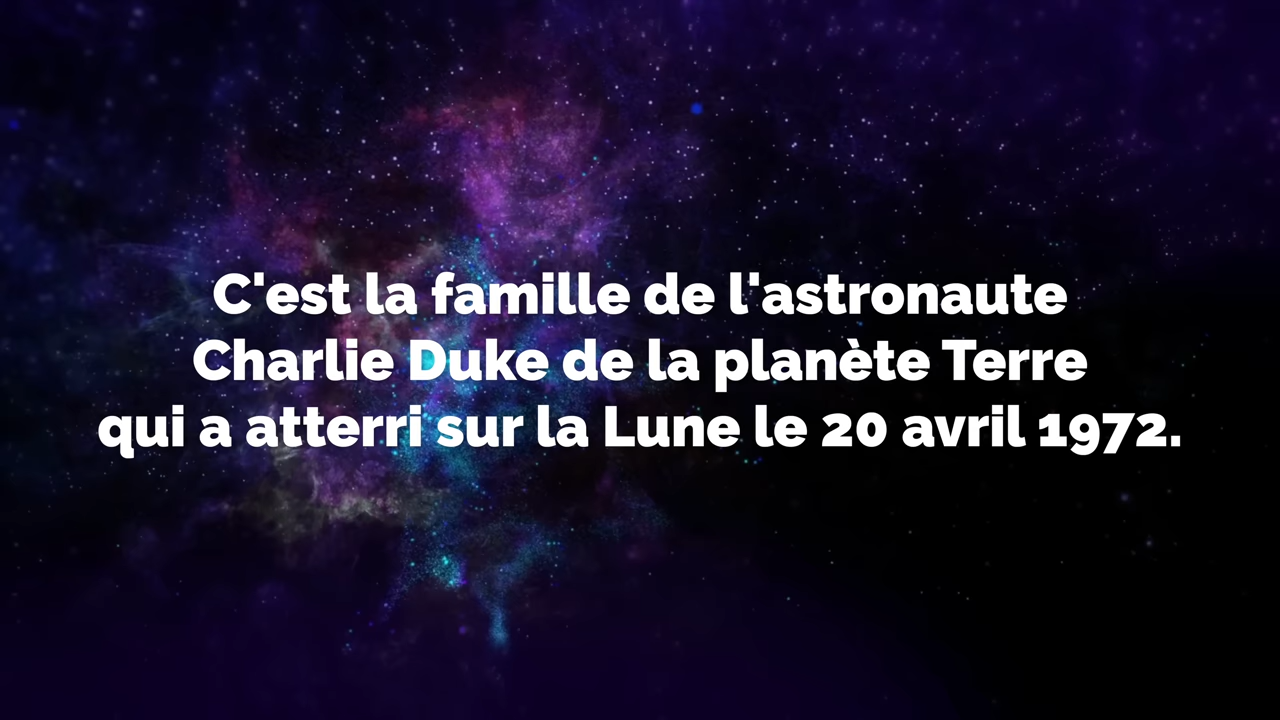 C'est la famille de l'astronaute
Charlie Duke de la planète Terre
qui a atterri sur la Lune le 20 avril 1972.